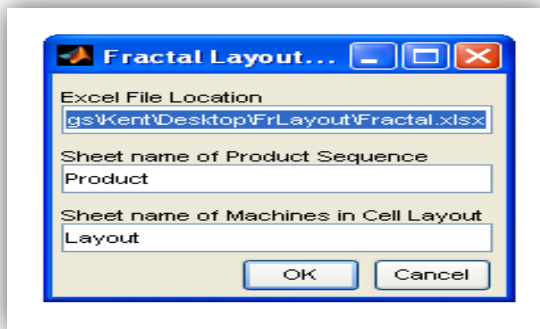 Fractal Layout...
Excel File Location
gs\Kent\Desktop\FrLayout\Fractal.xlsx
Sheet name of Product Sequence
Product
Sheet name of Machines in Cell Layout
Layout
OK Cancel